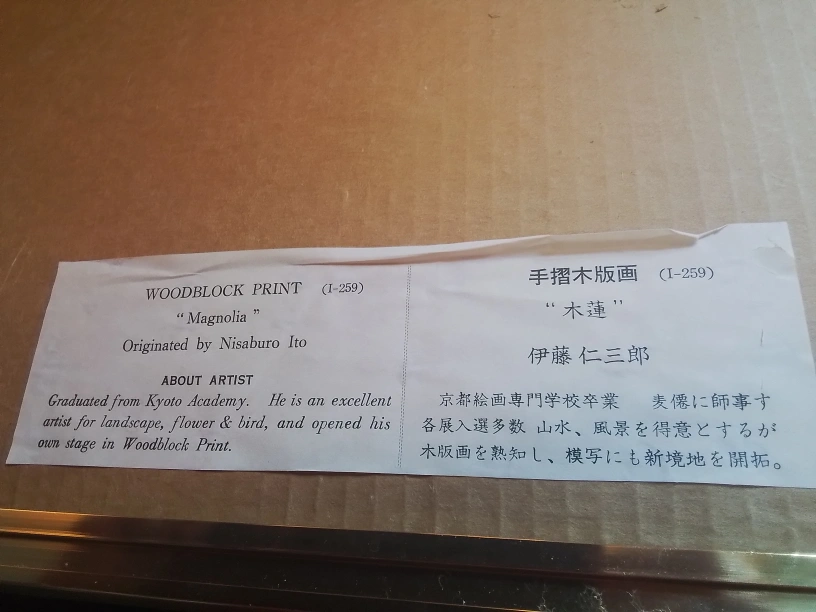 WOODBLOCK PRINT (I-259)
"Magnolia"
Originated by Nisaburo Ito
ABOUT ARTIST
Graduated from Kyoto Academy. He is an excellent
artist for landscape, flower & bird, and opened his
own stage in Woodblock Print.
手摺木版画 (I-259)
"木蓮"
伊藤 仁三郎
京都絵画専門学校卒業 麦僊に師事す
各展入選多数 山水、風景を得意とするが
木版画を熟知し、模写にも新境地を開拓。